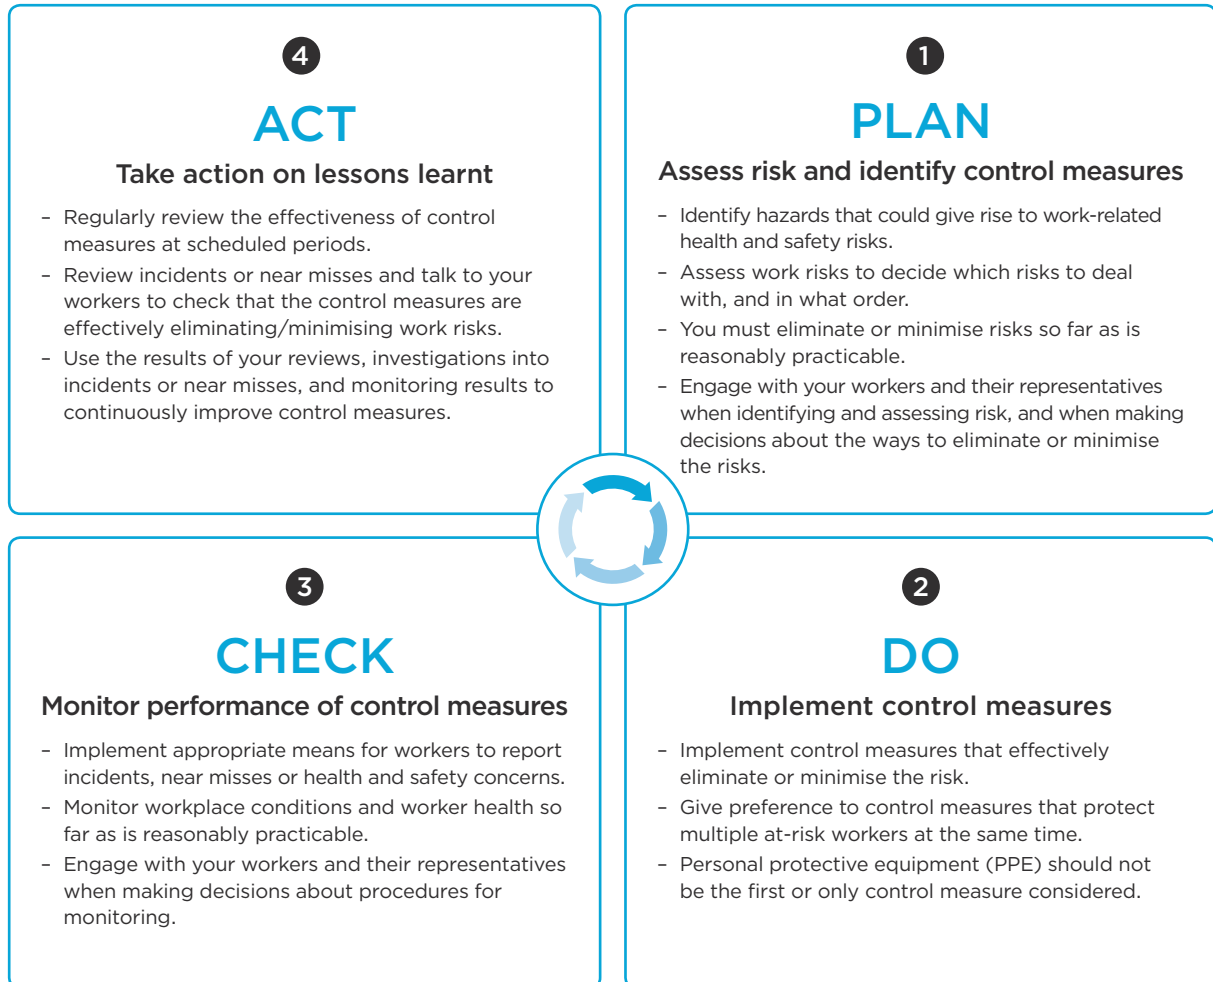 4
ACT
Take action on lessons learnt
– Regularly review the effectiveness of control
measures at scheduled periods.
– Review incidents or near misses and talk to your
workers to check that the control measures are
effectively eliminating/minimising work risks.
– Use the results of your reviews, investigations into
incidents or near misses, and monitoring results to
continuously improve control measures.
1
PLAN
Assess risk and identify control measures
– Identify hazards that could give rise to work-related
health and safety risks.
– Assess work risks to decide which risks to deal
with, and in what order.
– You must eliminate or minimise risks so far as is
reasonably practicable.
– Engage with your workers and their representatives
when identifying and assessing risk, and when making
decisions about the ways to eliminate or minimise
the risks.
3
CHECK
Monitor performance of control measures
– Implement appropriate means for workers to report
incidents, near misses or health and safety concerns.
– Monitor workplace conditions and worker health so
far as is reasonably practicable.
– Engage with your workers and their representatives
when making decisions about procedures for
monitoring.
2
DO
Implement control measures
– Implement control measures that effectively
eliminate or minimise the risk.
– Give preference to control measures that protect
multiple at-risk workers at the same time.
– Personal protective equipment (PPE) should not
be the first or only control measure considered.